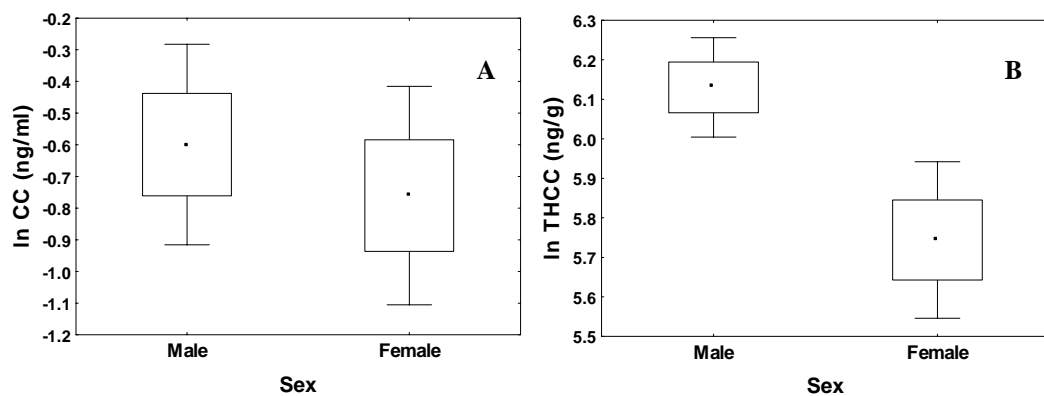 A
ln CC (ng/ml)
-0.2
-0.3
-0.4
-0.5
-0.6
-0.7
-0.8
-0.9
-1.0
-1.1
-1.2
Male Female
Sex
B
ln THCC (ng/g)
6.3
6.2
6.1
6.0
5.9
5.8
5.7
5.6
5.5
Male Female
Sex